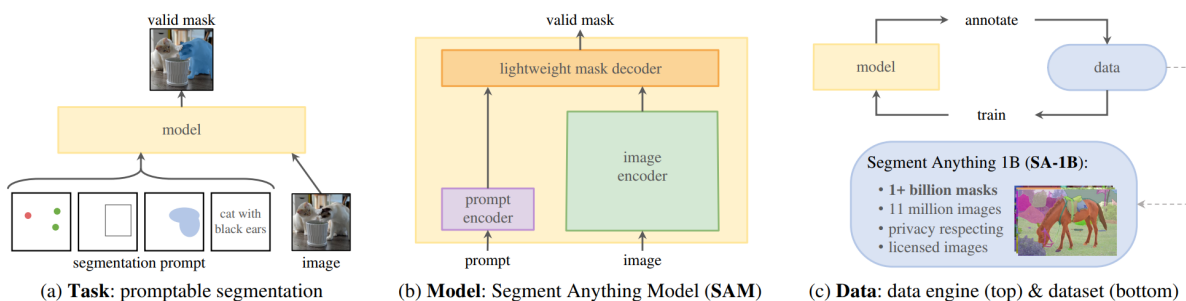 valid mask
model
cat with
black ears
segmentation prompt
image
(a) Task: promptable segmentation
valid mask
lightweight mask decoder
image
encoder
prompt
encoder
prompt
image
(b) Model: Segment Anything Model (SAM)
annotate
model
data
train
Segment Anything 1B (SA-1B):
• 1+ billion masks
• 11 million images
• privacy respecting
• licensed images
(c) Data: data engine (top) & dataset (bottom)